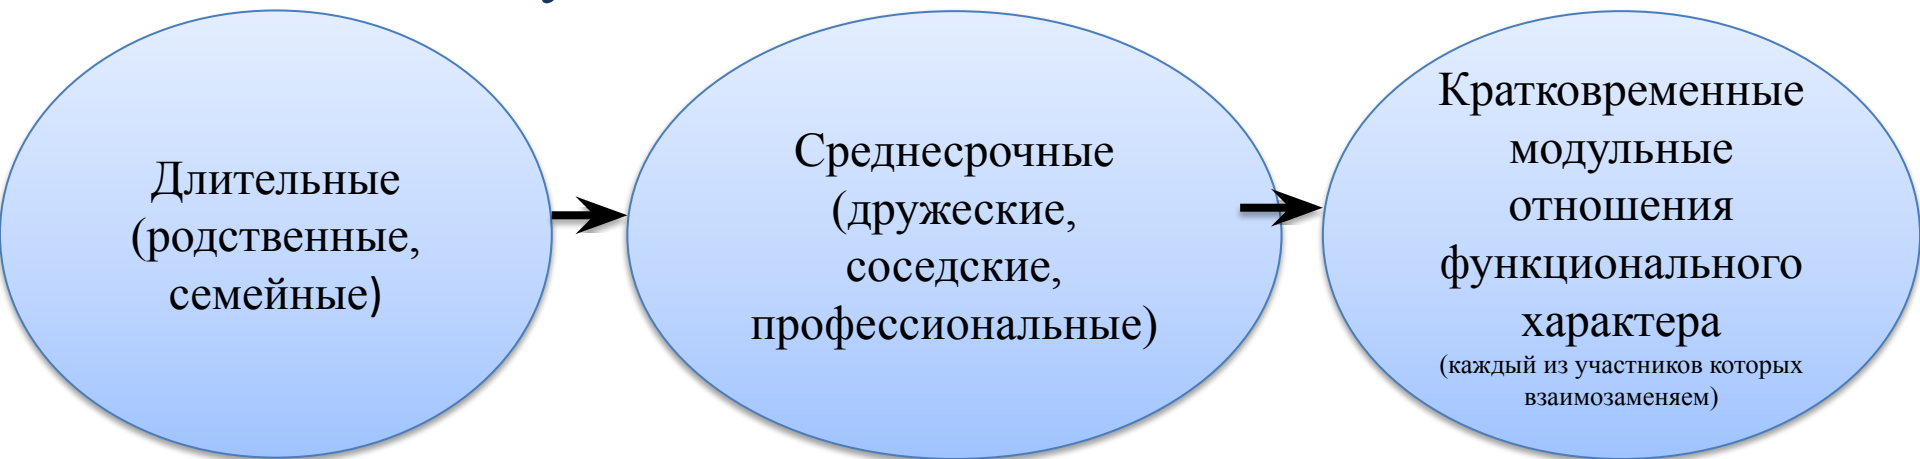 Длительные
(родственные,
семейные)
Среднесрочные
(дружеские,
соседские,
профессиональные)
Кратковременные
модульные
отношения
функционального
характера
(каждый из участников которых
взаимозаменяем)